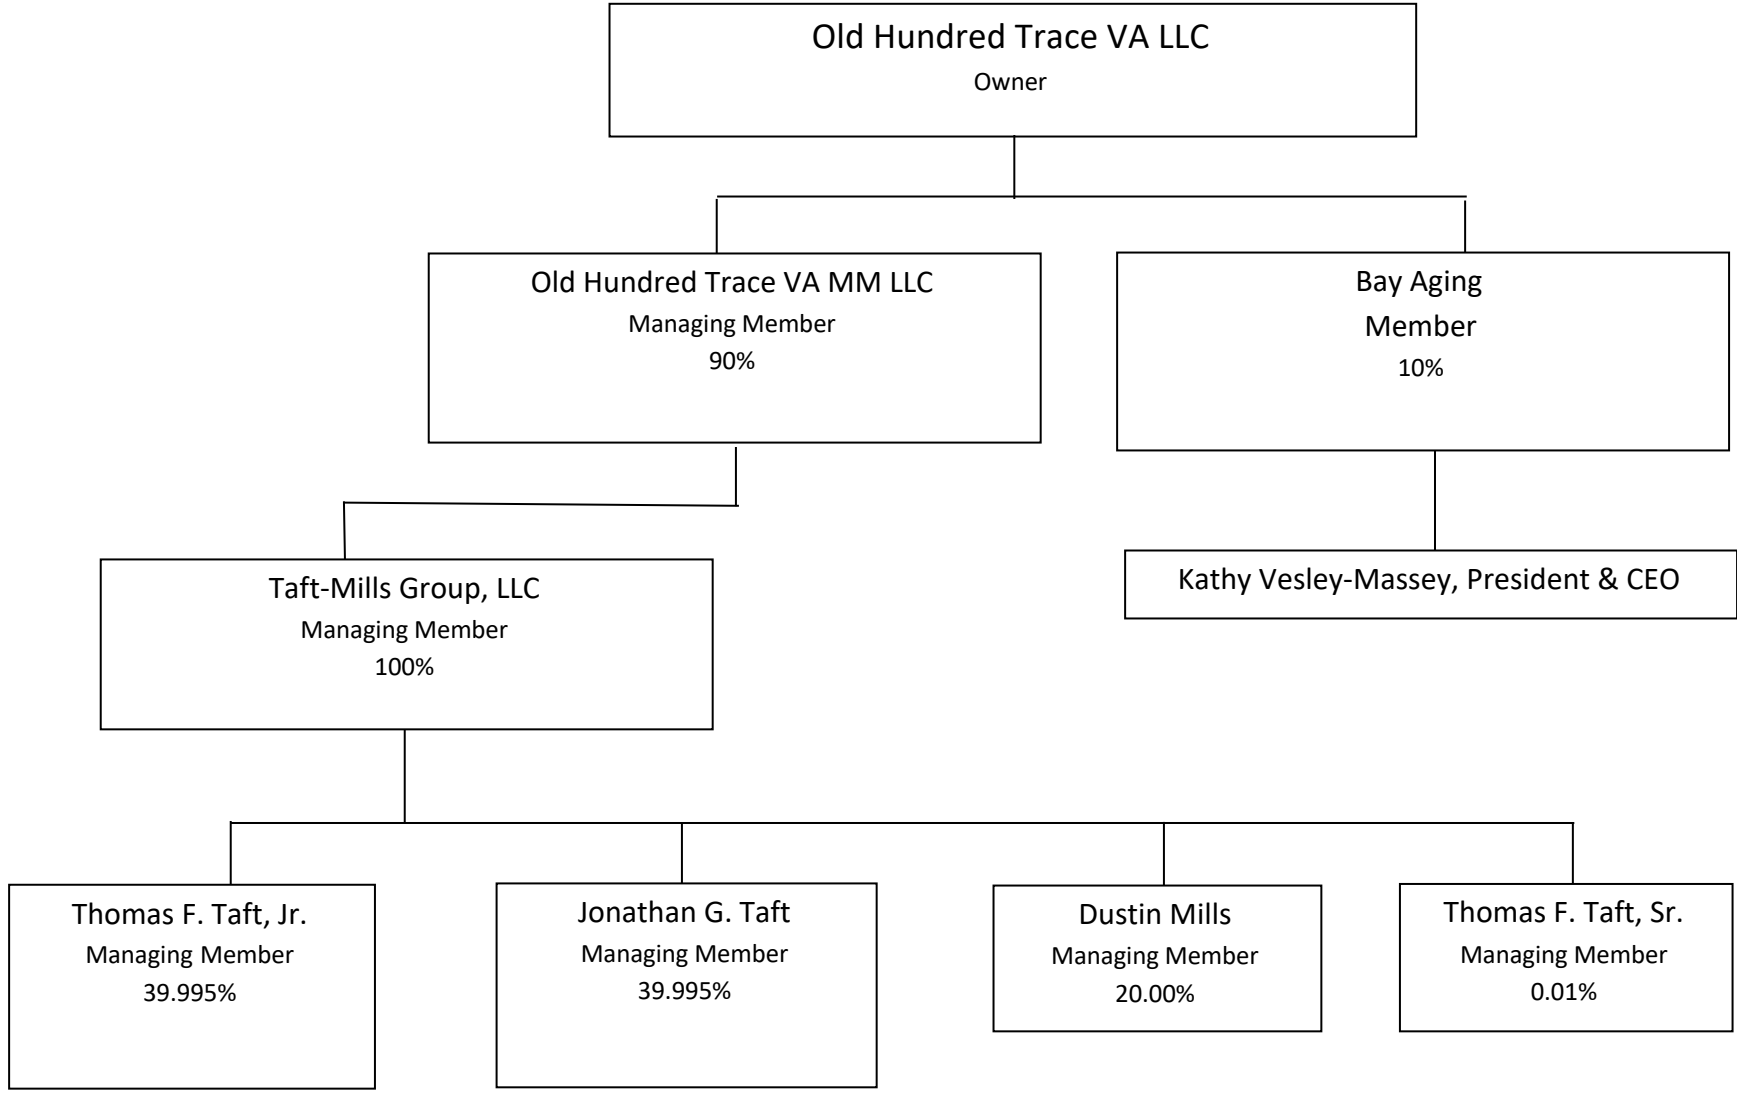 Old Hundred Trace VA LLC
Owner
Old Hundred Trace VA MM LLC
Managing Member
90%
Bay Aging
Member
10%
Taft-Mills Group, LLC
Managing Member
100%
Kathy Vesley-Massey, President & CEO
Thomas F. Taft, Jr.
Managing Member
39.995%
Jonathan G. Taft
Managing Member
39.995%
Dustin Mills
Managing Member
20.00%
Thomas F. Taft, Sr.
Managing Member
0.01%